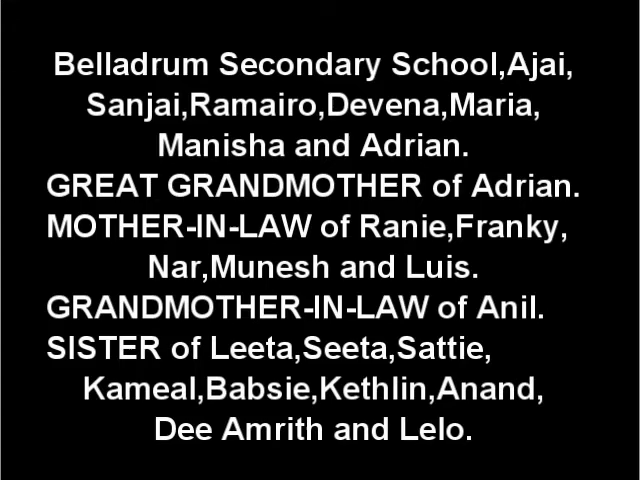 Belladrum Secondary School,Ajai,
Sanjai,Ramairo,Devena,Maria,
Manisha and Adrian.
GREAT GRANDMOTHER of Adrian.
MOTHER-IN-LAW of Ranie,Franky,
Nar,Munesh and Luis.
GRANDMOTHER-IN-LAW of Anil.
SISTER of Leeta,Seeta,Sattie,
Kameal,Babsie,Kethlin,Anand,
Dee Amrith and Lelo.